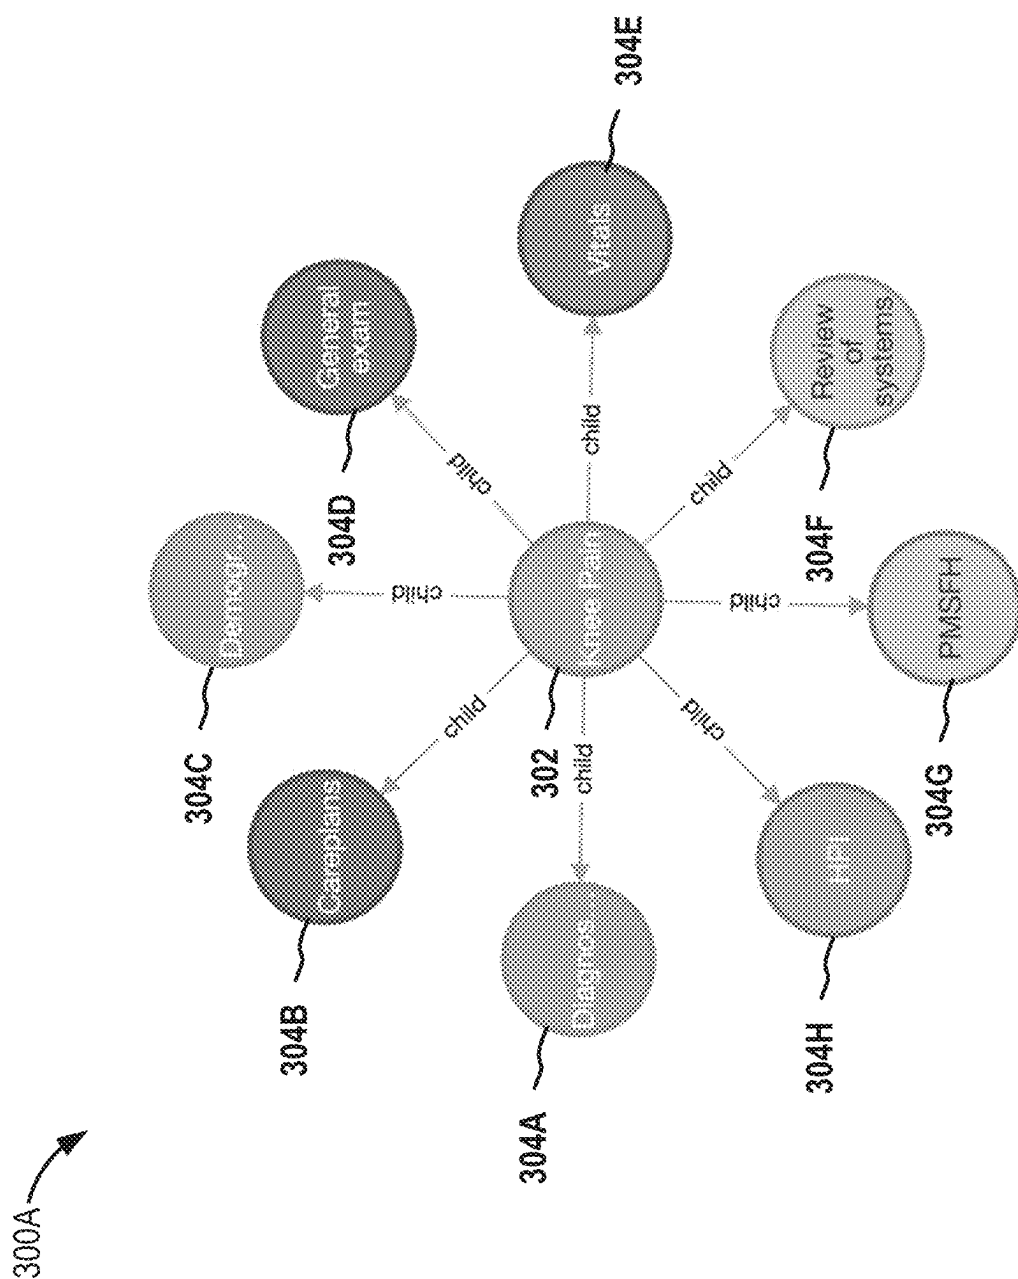 300A
304A
Diagnos
304B
Careplans
304C
Demogr...
304D
General
exam
304E
Vitals
304F
Review
of
systems
304G
PMSFH
304H
HPI
302
Knee Pain
child
child
child
child
child
child
child
child